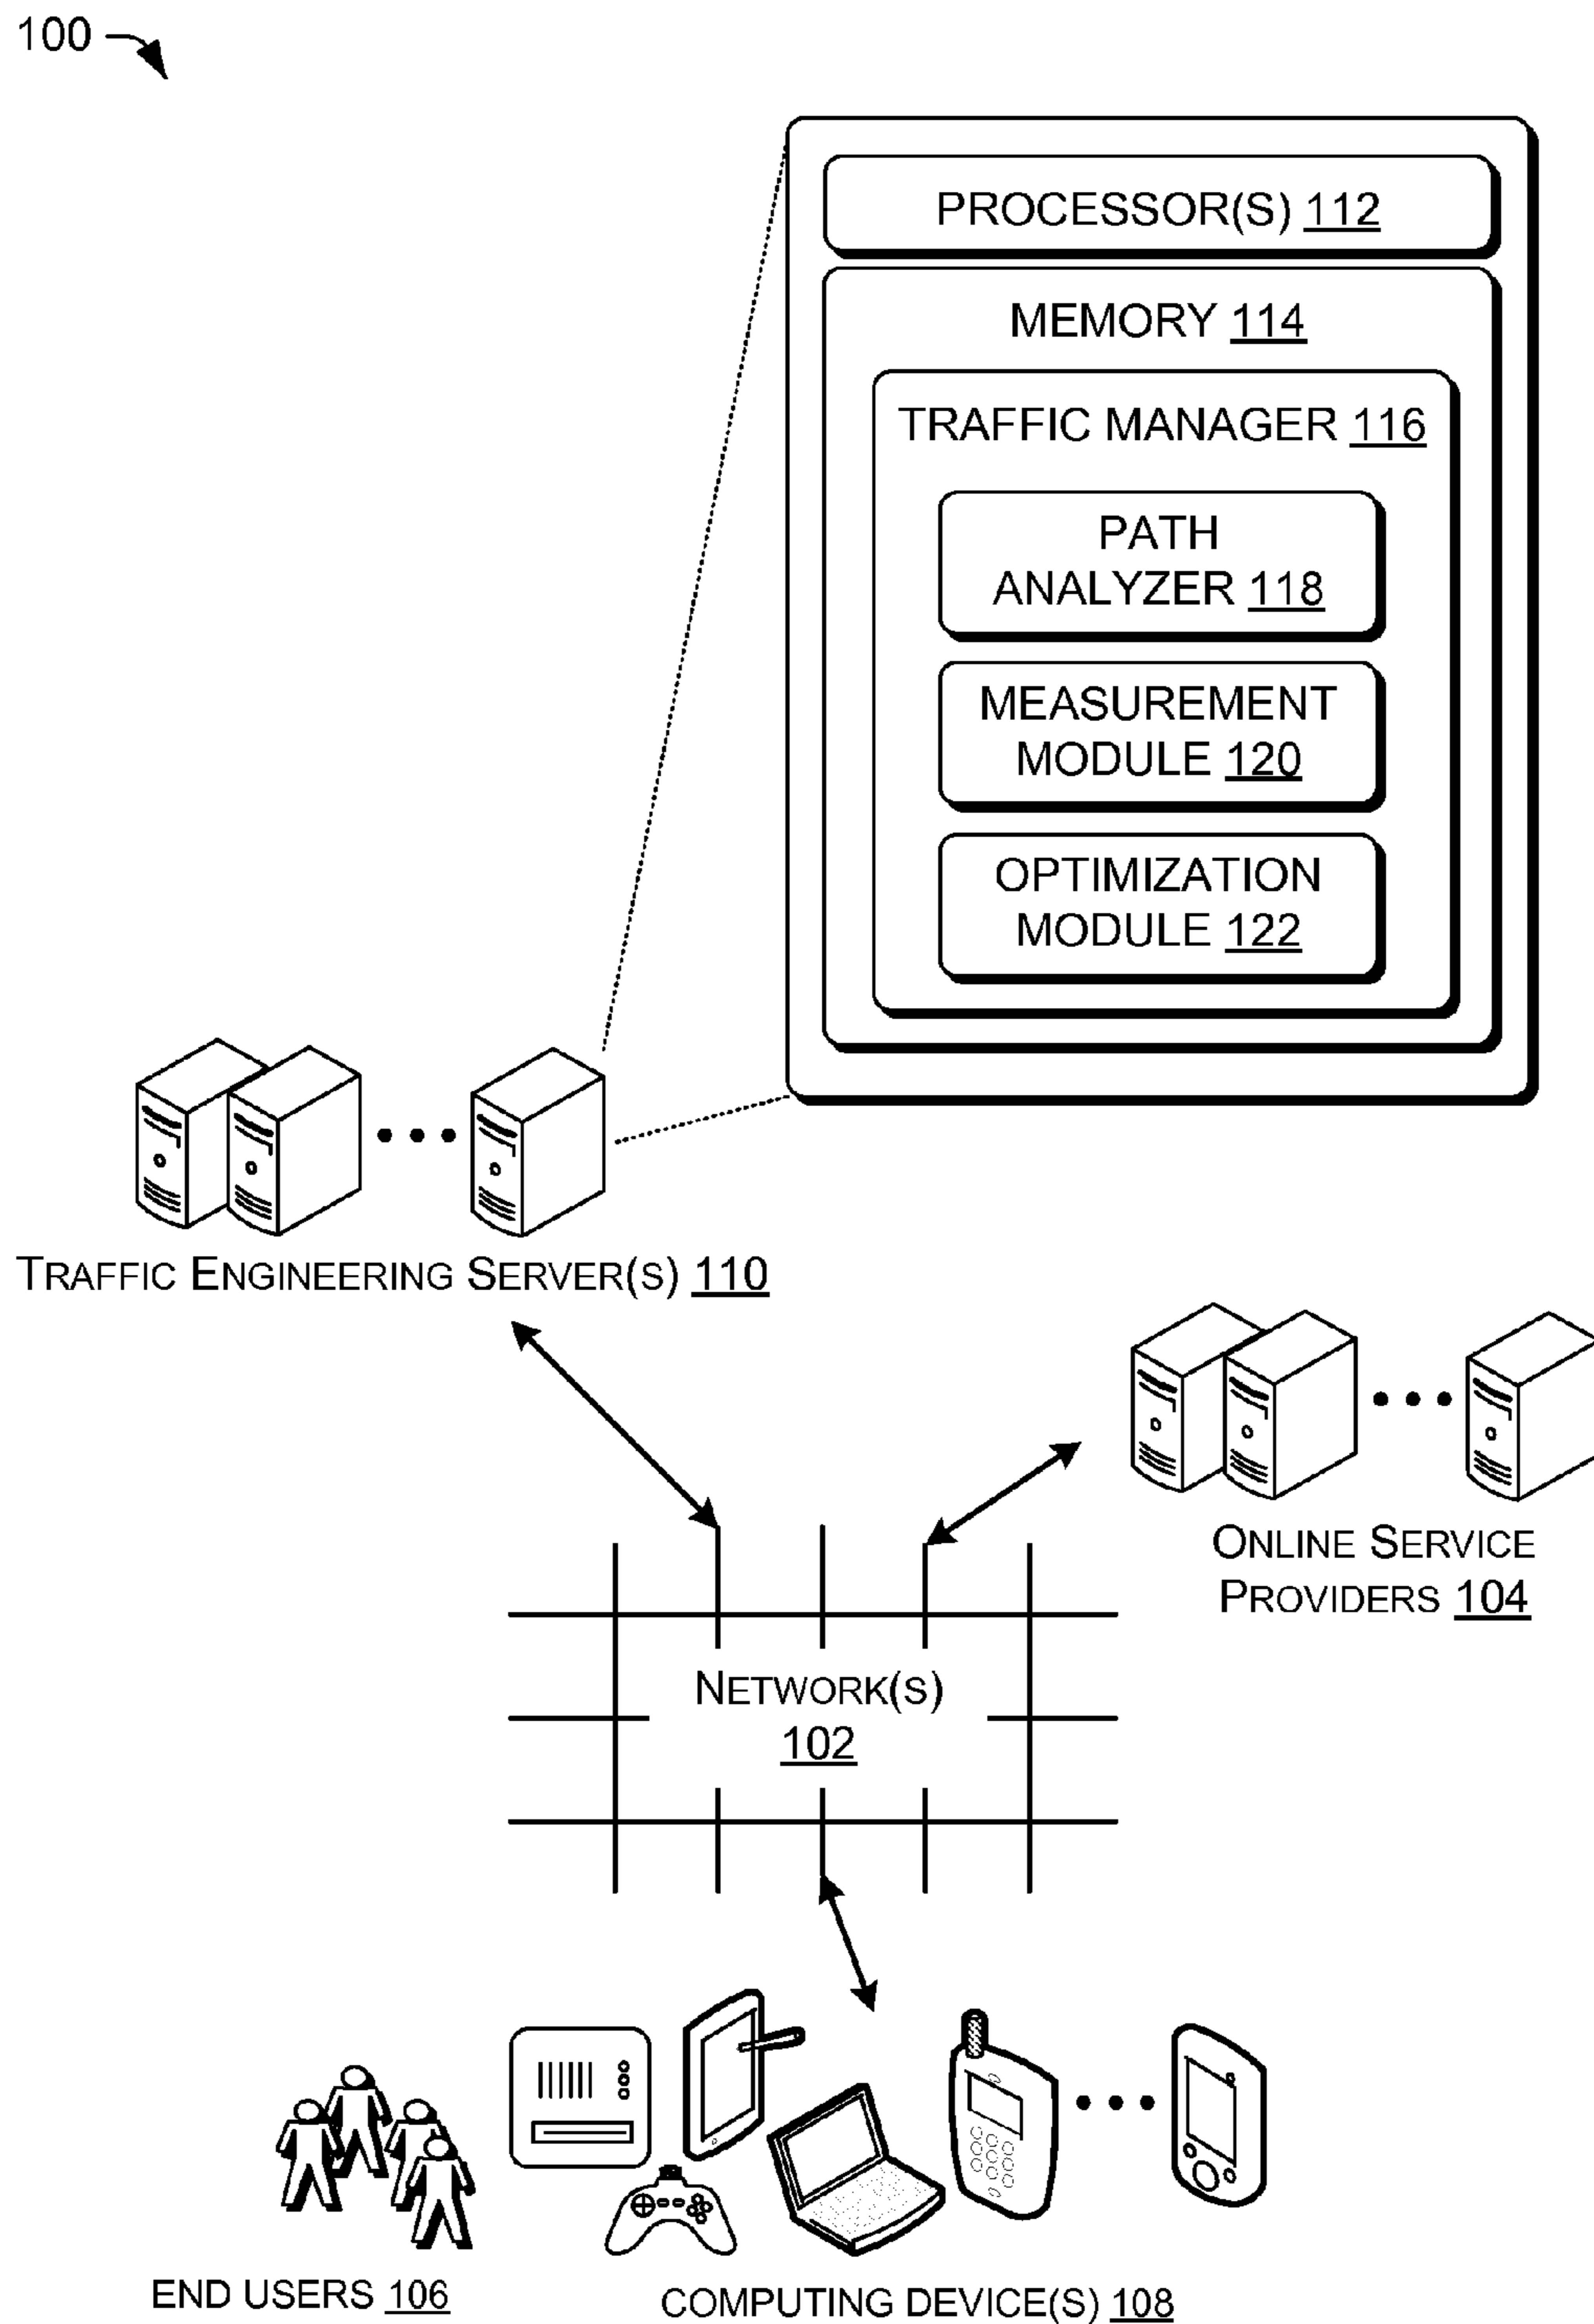 100
PROCESSOR(S) 112
MEMORY 114
TRAFFIC MANAGER 116
PATH
ANALYZER 118
MEASUREMENT
MODULE 120
OPTIMIZATION
MODULE 122
TRAFFIC ENGINEERING SERVER(S) 110
ONLINE SERVICE
PROVIDERS 104
NETWORK(S)
102
END USERS 106
COMPUTING DEVICE(S) 108